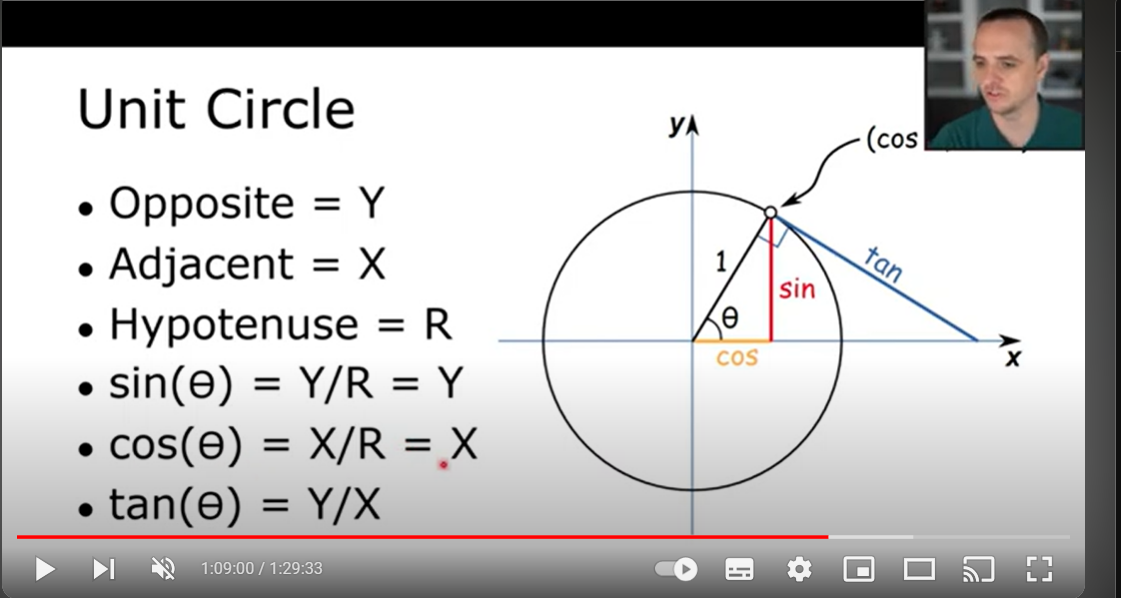 Unit Circle
• Opposite = Y
• Adjacent = X
• Hypotenuse = R
• sin(θ) = Y/R = Y
• cos(θ) = X/R = X
• tan(θ) = Y/X
y
(cos
1
tan
sin
θ
cos
x
1:09:00 / 1:29:33